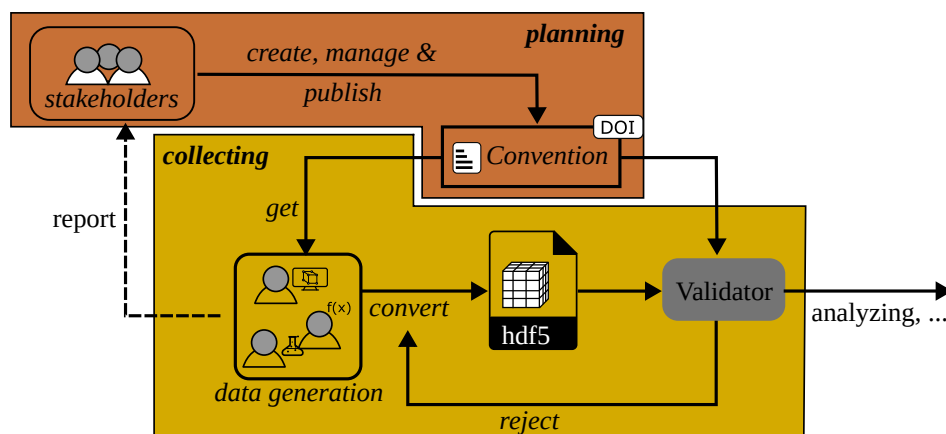 planning
create, manage &
publish
stakeholders
DOI
Convention
collecting
get
report
f(x)
convert
hdf5
Validator
analyzing, ...
data generation
reject